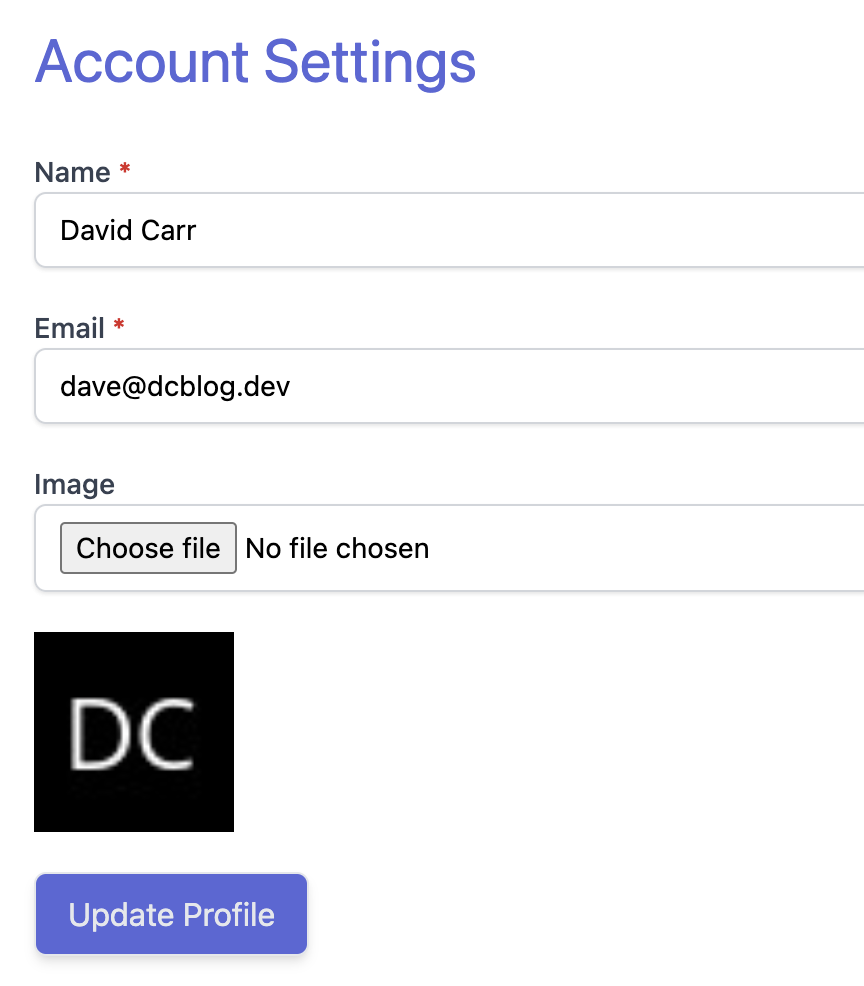 Account Settings
Name *
David Carr
Email *
dave@dcblog.dev
Image
Choose file No file chosen
DC
Update Profile